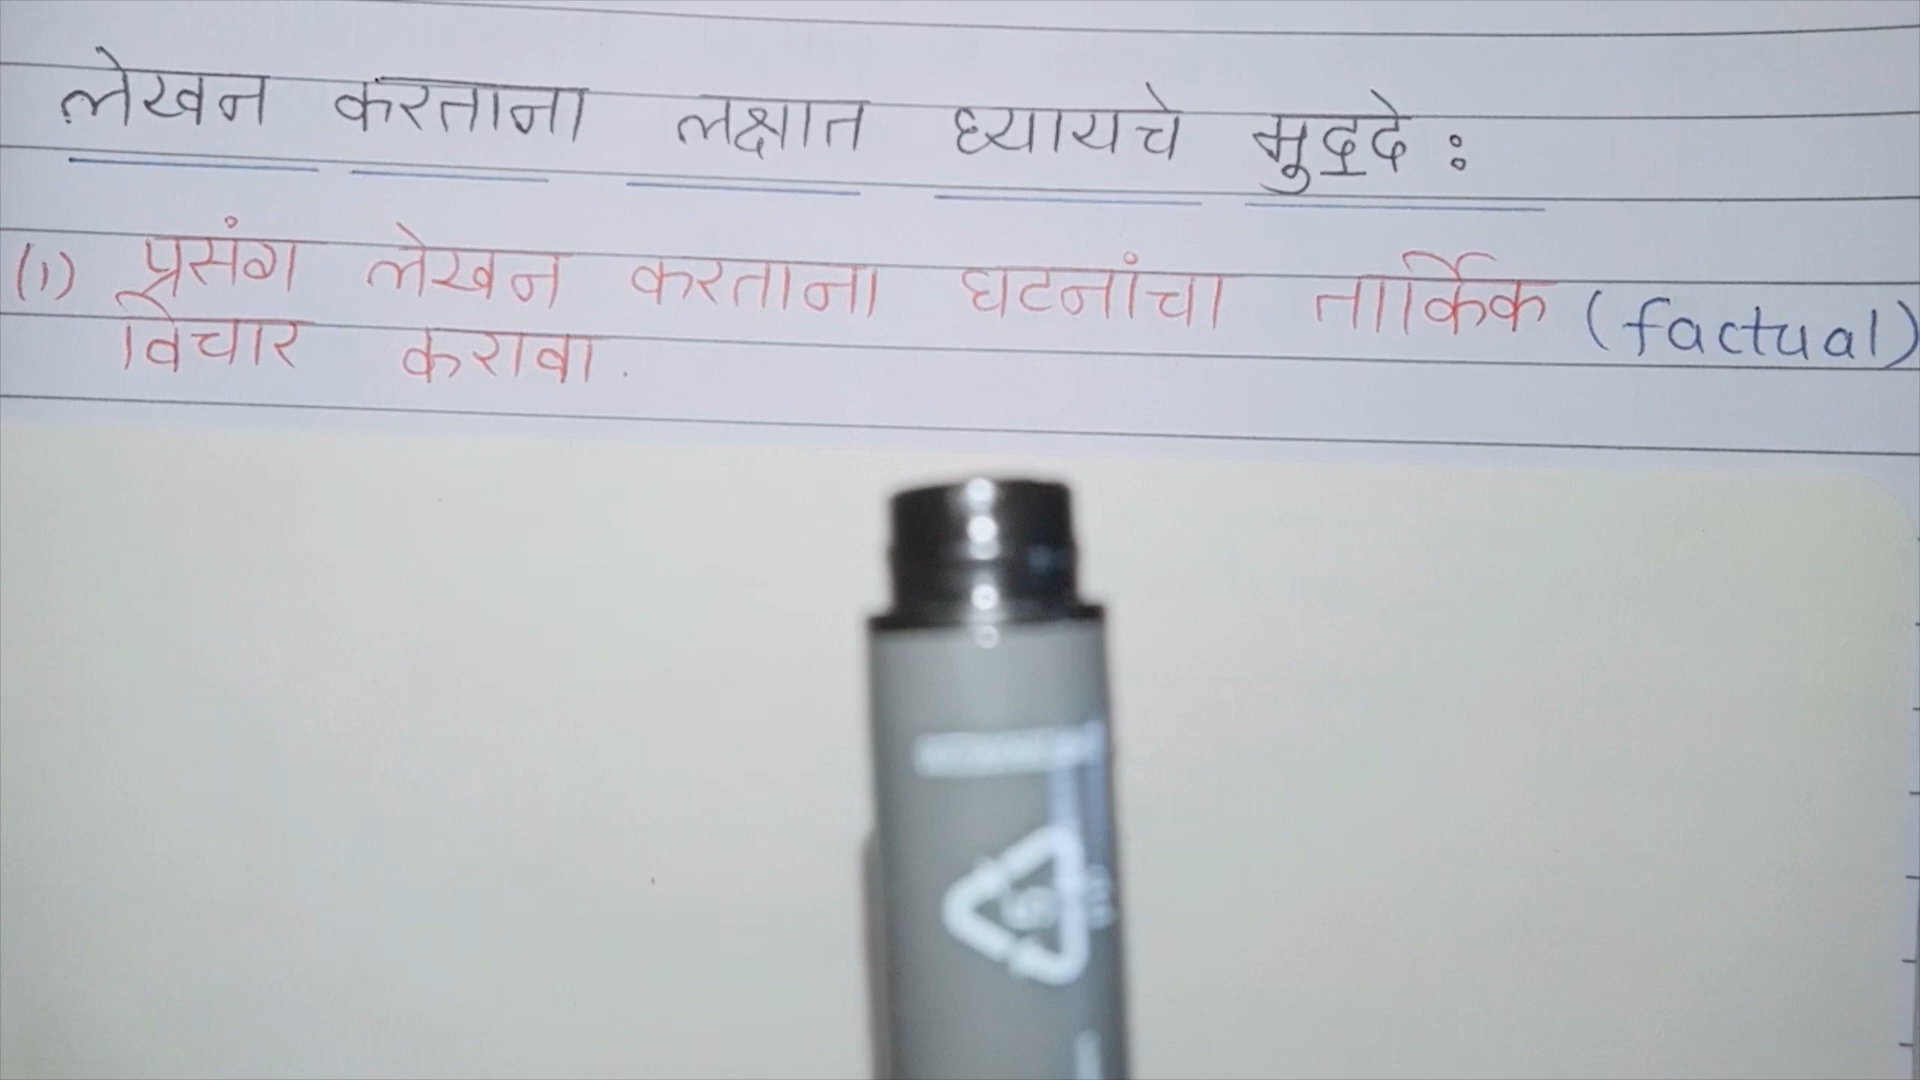 लेखन करताना लक्षात घ्यायचे मुद्दे :
(1) प्रसंग लेखन करताना घटनांचा तार्किक (factual)
विचार करावा.